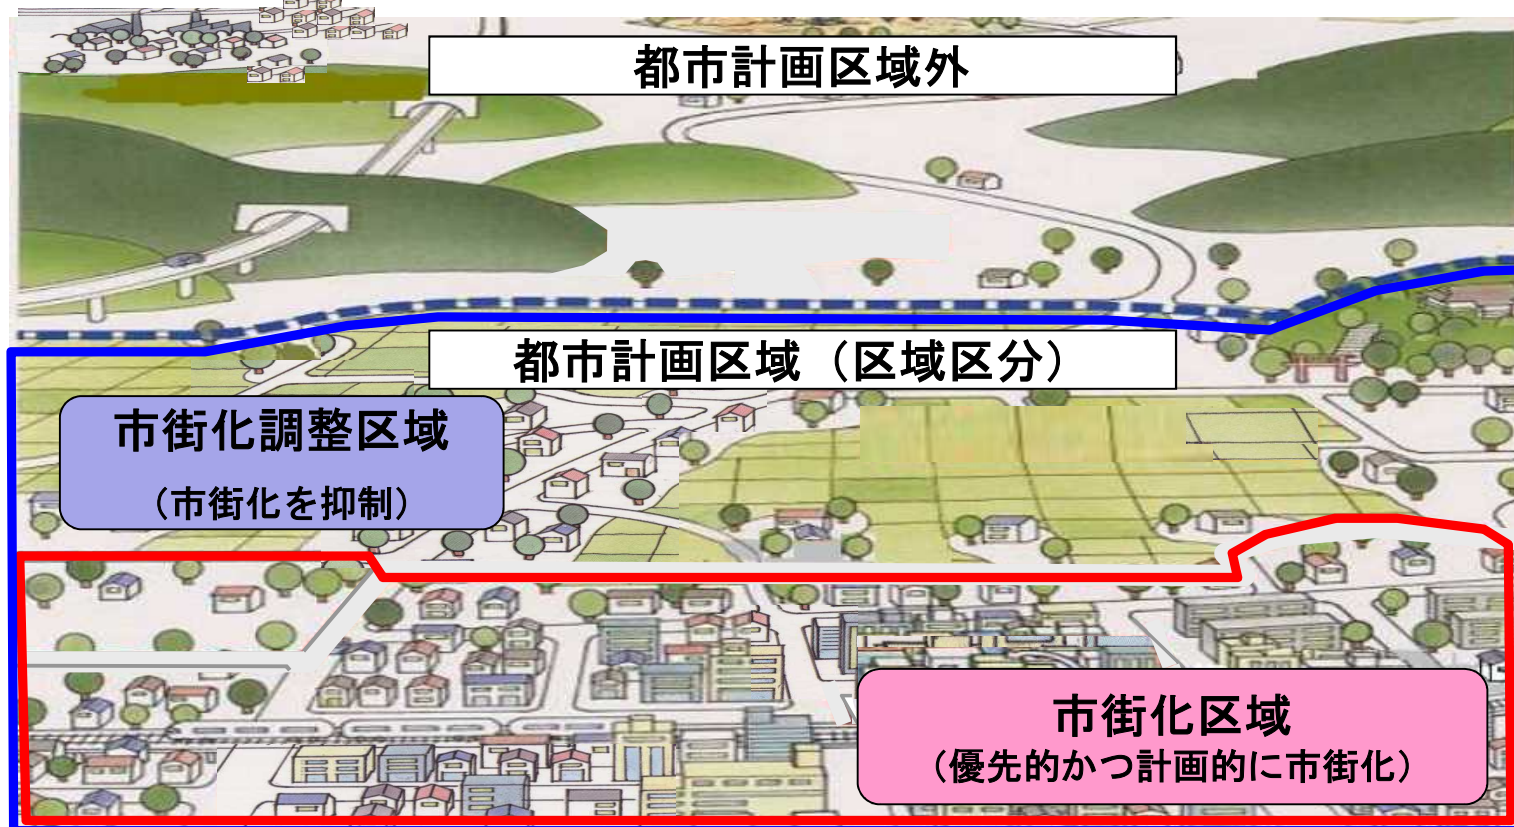 都市計画区域外
都市計画区域（区域区分）
市街化調整区域
（市街化を抑制）
市街化区域
（優先的かつ計画的に市街化）